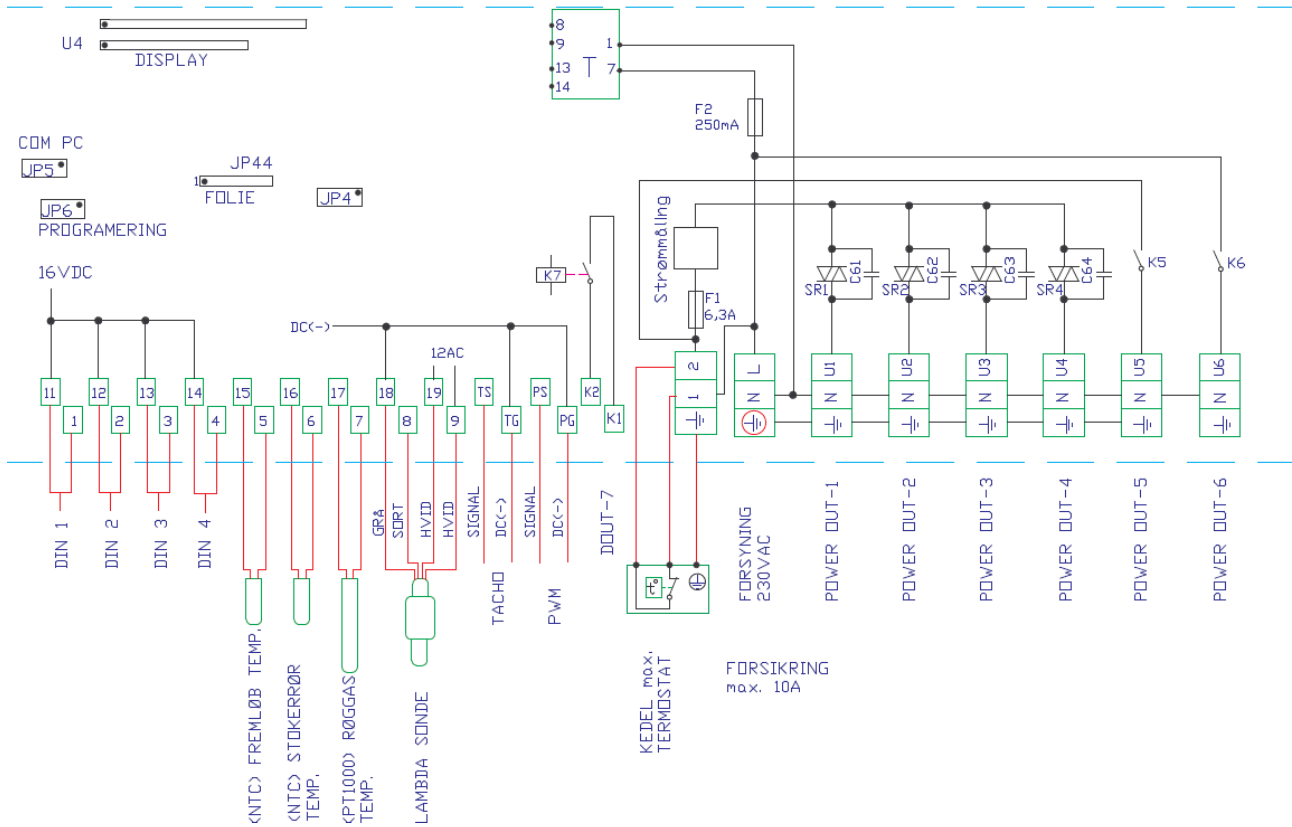 U4
DISPLAY
8
9
13
14
T
1
7
F2
250mA
COM PC
JP5
JP6
PROGRAMERING
JP44
1
FOLIE
JP4
16VDC
K7
Strømmåling
F1
6,3A
SR1
C61
SR2
C62
SR3
C63
SR4
C64
K5
K6
DC(-)
12AC
11
12
13
14
15
16
17
18
19
TS
PS
K2
1
2
3
4
5
6
7
8
9
TG
PG
K1
2
1
L
N
U1
N
U2
N
U3
N
U4
N
U5
N
U6
N
DIN 1
DIN 2
DIN 3
DIN 4
GRA
SORT
HVID
HVID
SIGNAL
DC(-)
SIGNAL
DC(-)
TACHO
PWM
DOUT-7
t°
FORSYNING
230VAC
POWER OUT-1
POWER OUT-2
POWER OUT-3
POWER OUT-4
POWER OUT-5
POWER OUT-6
(NTC) FREMLØB TEMP.
(NTC) STOKERRØR
TEMP.
(PT1000) RØGGAS
TEMP.
LAMBDA SONDE
KEDEL max.
TERMOSTAT
FORSIKRING
max. 10A